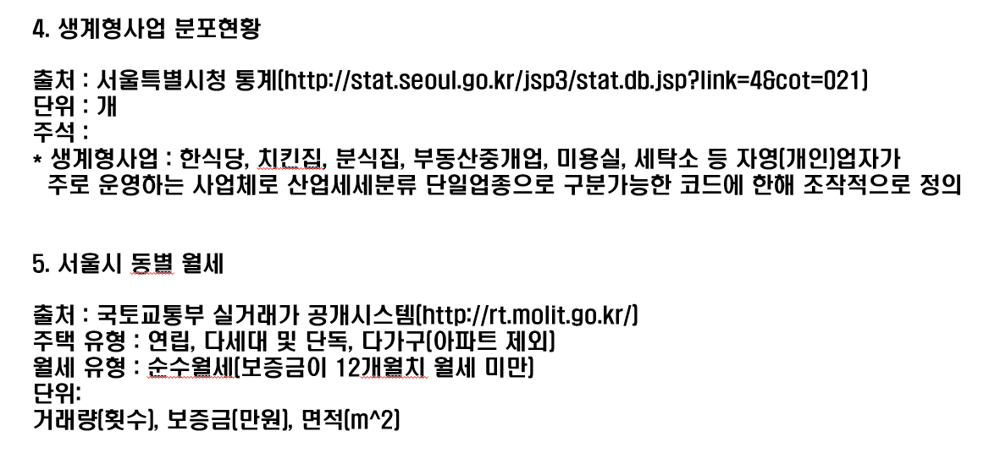 4. 생계형사업 분포현황
출처 : 서울특별시청 통계(http://stat.seoul.go.kr/jsp3/stat.db.jsp?link=4&cot=021)
단위 : 개
주석 :
* 생계형사업 : 한식당, 치킨집, 분식집, 부동산중개업, 미용실, 세탁소 등 자영(개인)업자가
주로 운영하는 사업체로 산업세세분류 단일업종으로 구분가능한 코드에 한해 조작적으로 정의
5. 서울시 동별 월세
출처 : 국토교통부 실거래가 공개시스템(http://rt.molit.go.kr/)
주택 유형 : 연립, 다세대 및 단독, 다가구(아파트 제외)
월세 유형 : 순수월세(보증금이 12개월치 월세 미만)
단위:
거래량(횟수), 보증금(만원), 면적(m^2)